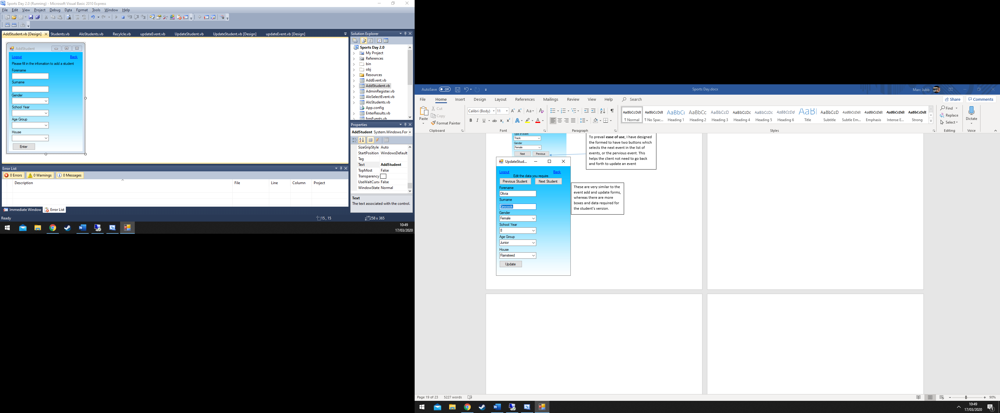 Sports Day 2.0 (Running) - Microsoft Visual Basic 2010 Express
File Edit View Project Debug Data Format Tools Window Help
AddStudent.vb [Design] Students.vb AloStudents.vb Recylcle.vb updateEvent.vb UpdateStudent.vb UpdateStudent.vb [Design] updateEvent.vb [Design]
AddStudent
Logout Back
Please fill in the infomation to add a student
Forename
Surname
Gender
School Year
Age Group
House
Enter
Solution Explorer
Sports Day 2.0
My Project
References
bin
obj
Resources
AddEvent.vb
AddStudent.vb
AdminRegister.vb
AloSelectEvent.vb
AloStudents.vb
App.config
EnterResults.vb
frmEvents.vb
Properties
AddStudent System.Windows.For
SizeGripStyle Auto
StartPosition WindowsDefault
Tag
Text AddStudent
TopMost False
Transparency
UseWaitCurs False
WindowState Normal
Text
The text associated with the control.
Error List
0 Errors 0 Warnings 0 Messages
Description File Line Column Project
Immediate Window Error List
Ready 15 , 15 258 x 365
10:49
17/03/2020
AutoSave Off Sports Day.docx Marc Jubb
File Home Insert Design Layout References Mailings Review View Help Search Share Comments
Paste Cut Copy Format Painter
Calibri (Body) 11
AaBbCcDdE AaBbCcDdE AaBbCc AaBbCc AaBbCcD AaBbCcDc AaBbCcDc AaBbCcDd AaBl AaBbCcD AaBbCcDdL AaBbCcDdL AaBbCcDdL AaBbCcDdE
¶ Normal ¶ No Spac... Heading 1 Heading 2 Heading 3 Heading 4 Heading 5 Heading 6 Title Subtitle Subtle Em... Emphasis Intense E... Strong
Find
Replace
Select
Dictate
Clipboard Font Paragraph Styles Editing Voice
Type of event
Track
Gender
Female
Next Previous
To prevail ease of use, I have designed
the formed to have two buttons which
selects the next event in the list of
events, or the pervious event. This
helps the client not need to go back
and forth to update an event
UpdateStud...
Logout Back
Edit the data you require.
Previous Student Next Student
Forename
Olivia
Surname
Grocock
Gender
Female
School Year
8
Age Group
Junior
House
Flamsteed
Update
These are very similar to the
event add and update forms,
whereas there are more
boxes and data required for
the student's version.
Page 19 of 23 5227 words 90%
10:49
17/03/2020